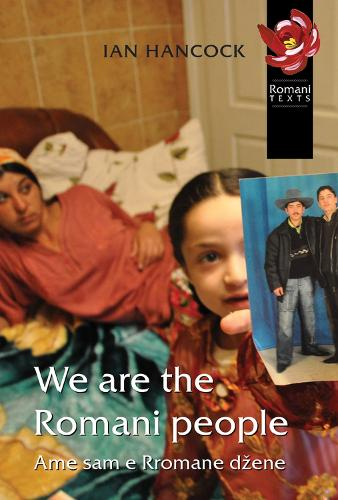 IAN HANCOCK
Romani
TEXTS
We are the
Romani people
Ame sam e Rromane džene